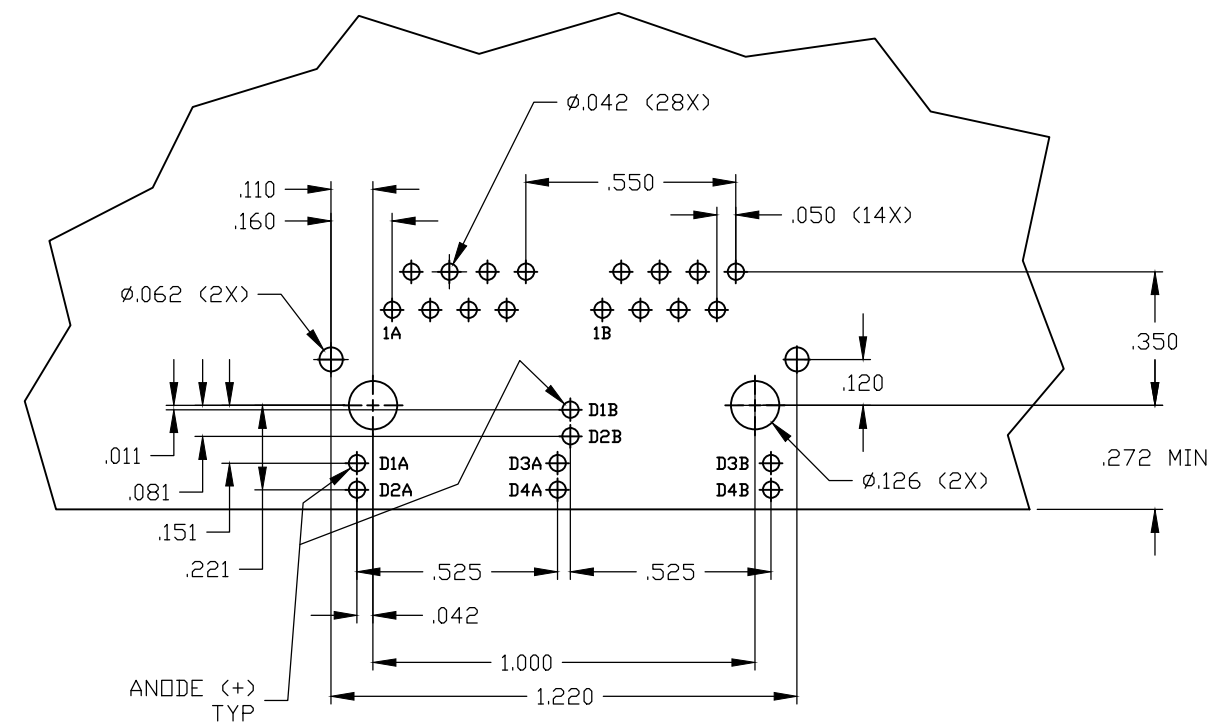 Ø.042 (28X)
.110
.550
.160
.050 (14X)
Ø.062 (2X)
1A
1B
.350
.120
D1B
D2B
.011
D1A
D3A
D3B
.272 MIN
.081
D2A
D4A
D4B
Ø.126 (2X)
.151
.221
.525
.525
.042
1.000
ANODE (+)
TYP
1.220